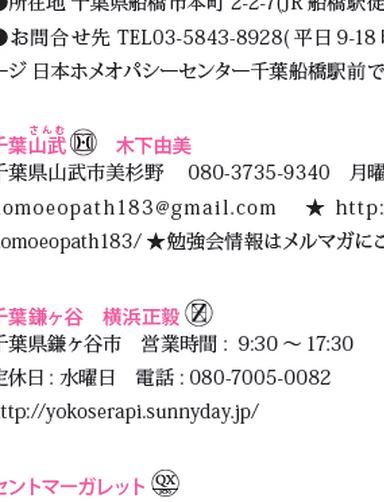 ●所在地 千葉県船橋市本町 2-2-7(JR 船橋駅徒
●お問合せ先 TEL03-5843-8928( 平日 9-18
ージ 日本ホメオパシーセンター千葉船橋駅前で
さんむ
千葉山武 木下由美
千葉県山武市美杉野 080-3735-9340 月曜
omoeopath183@gmail.com ★ http:
omoeopath183/ ★勉強会情報はメルマガにこ
千葉鎌ヶ谷 横浜正毅 Z
千葉県鎌ヶ谷市 営業時間 : 9:30 〜 17:30
定休日 : 水曜日 電話 : 080-7005-0082
ttp://yokoserapi.sunnyday.jp/
セントマーガレット QX